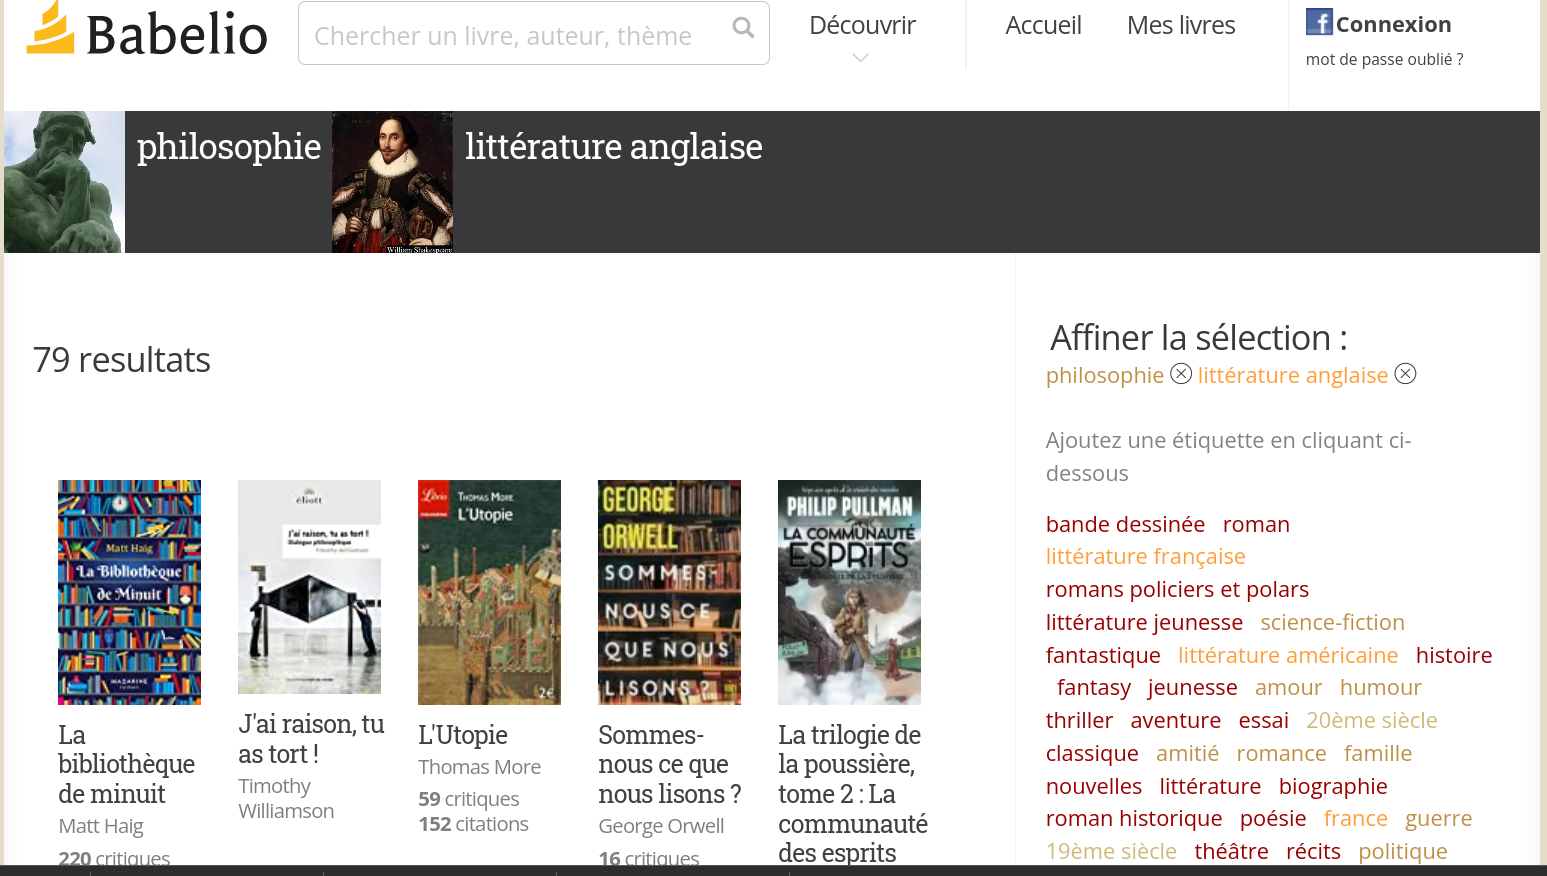 Babelio
Chercher un livre, auteur, thème
Découvrir
Accueil
Mes livres
Connexion
mot de passe oublié ?
philosophie
littérature anglaise
William Shakespeare
79 resultats
Affiner la sélection :
philosophie littérature anglaise
Ajoutez une étiquette en cliquant ci-
dessous
bande dessinée roman
littérature française
romans policiers et polars
littérature jeunesse science-fiction
fantastique littérature américaine histoire
fantasy jeunesse amour humour
thriller aventure essai 20ème siècle
classique amitié romance famille
nouvelles littérature biographie
roman historique poésie france guerre
19ème siècle théâtre récits politique
Matt Haig
La Bibliothèque
de Minuit
MAZARINE
La
bibliothèque
de minuit
Matt Haig
220 critiques
éliott
J'ai raison, tu as tort !
Dialogue philosophique
Timothy Williamson
J'ai raison, tu
as tort !
Timothy
Williamson
Librio
THOMAS MORE
L'Utopie
2€
L'Utopie
Thomas More
59 critiques
152 citations
GEORGE
ORWELL
SOMMES-
NOUS CE
QUE NOUS
LISONS ?
Sommes-
nous ce que
nous lisons ?
George Orwell
16 critiques
PHILIP PULLMAN
LA COMMUNAUTÉ
ESPRITS
La trilogie de
la poussière,
tome 2 : La
communauté
des esprits